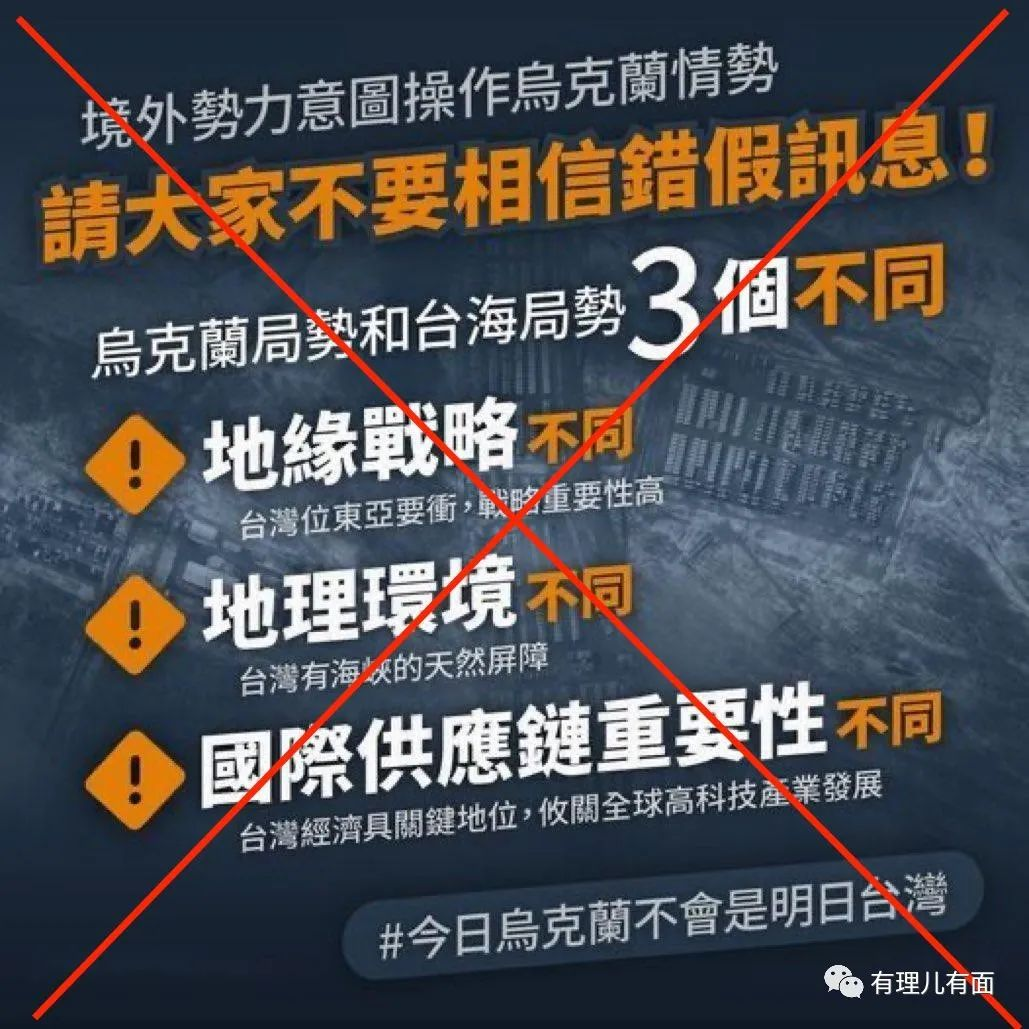 境外勢力意圖操作烏克蘭情勢
請大家不要相信錯假訊息！
烏克蘭局勢和台海局勢3個不同
地緣戰略不同
台灣位東亞要衝，戰略重要性高
地理環境不同
台灣有海峽的天然屏障
國際供應鏈重要性不同
台灣經濟具關鍵地位，攸關全球高科技產業發展
#今日烏克蘭不會是明日台灣
有理儿有面